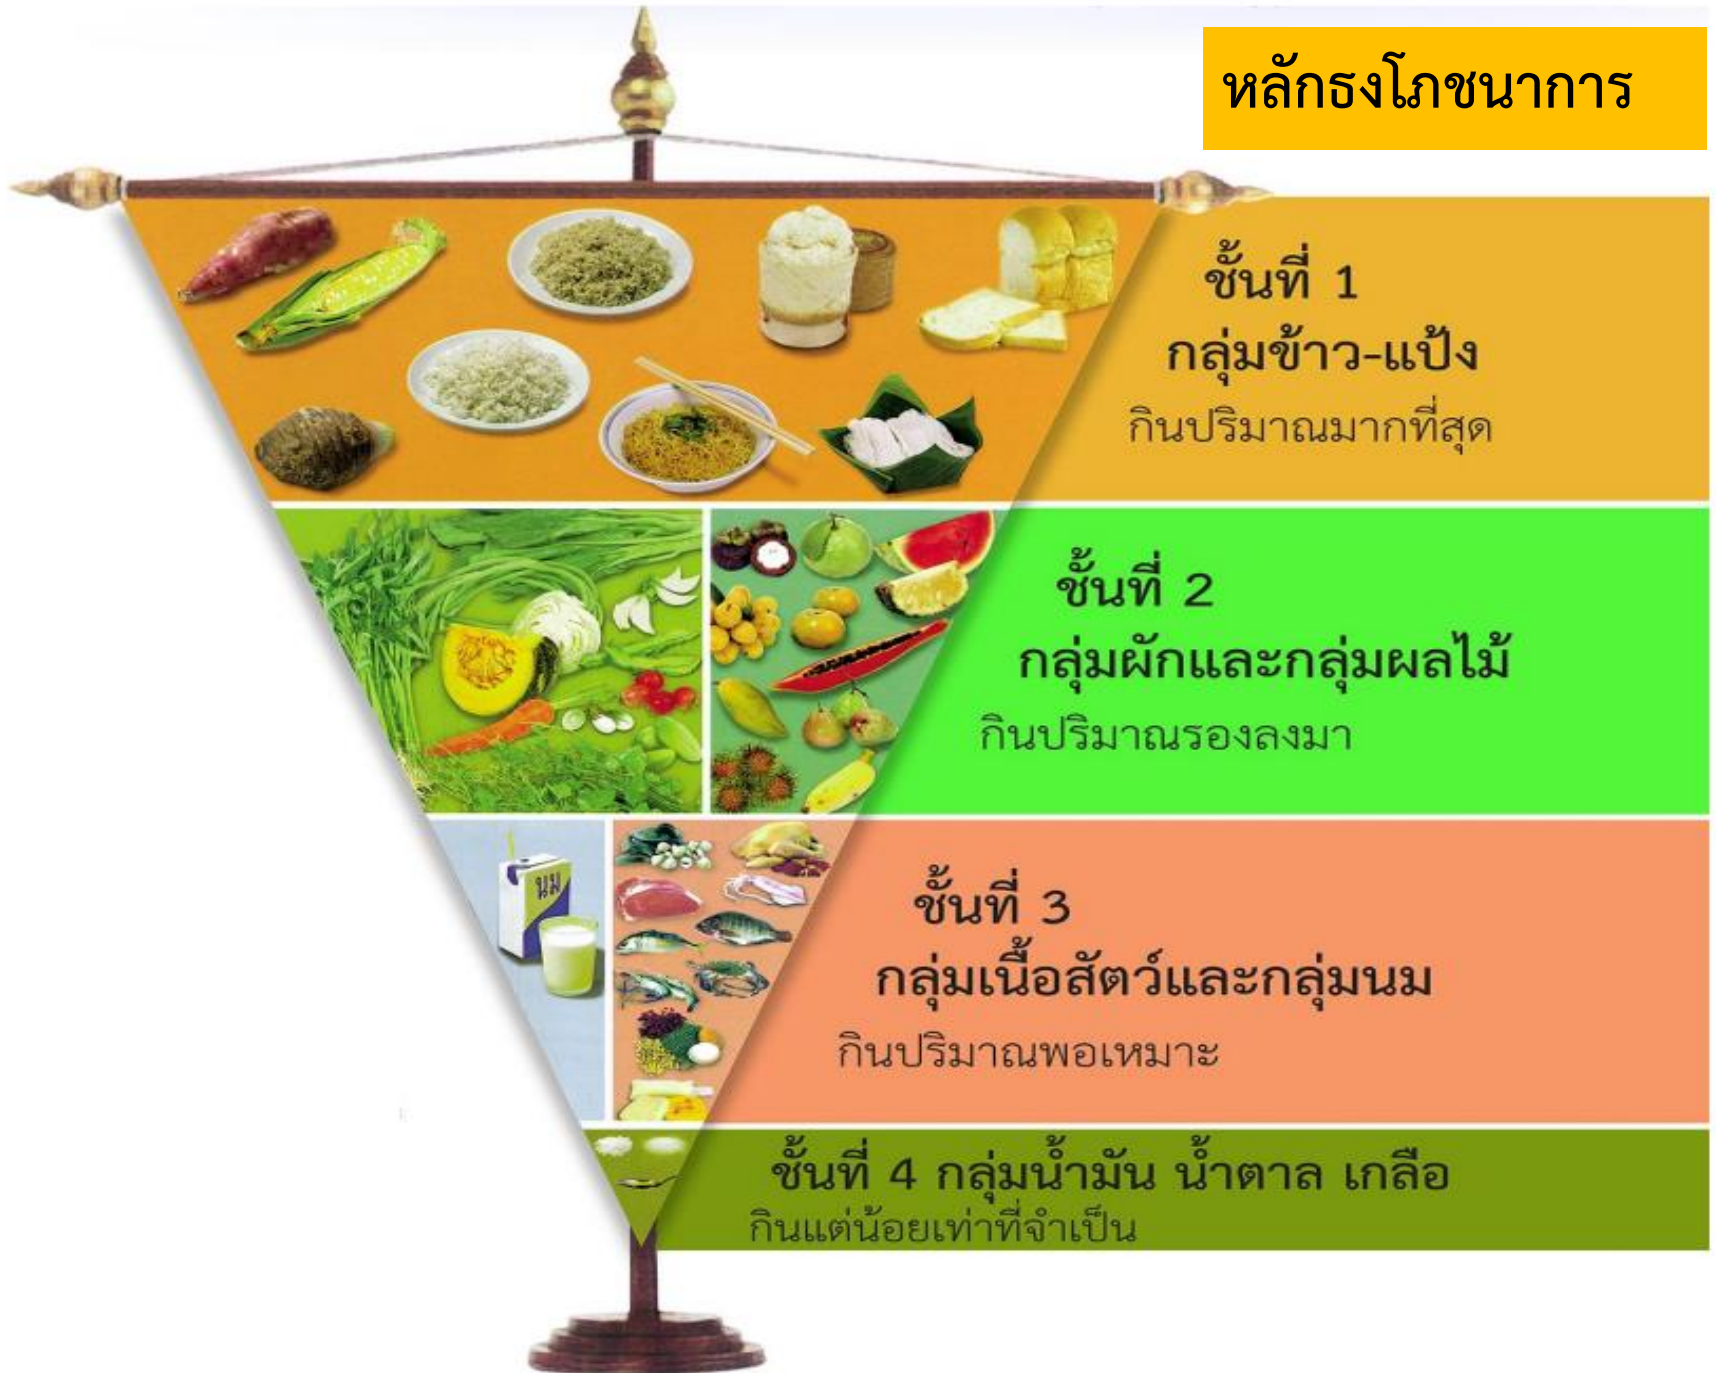 หลักธงโภชนาการ
ชั้นที่ 1
กลุ่มข้าว-แป้ง
กินปริมาณมากที่สุด
ชั้นที่ 2
กลุ่มผักและกลุ่มผลไม้
กินปริมาณรองลงมา
นม
ชั้นที่ 3
กลุ่มเนื้อสัตว์และกลุ่มนม
กินปริมาณพอเหมาะ
ชั้นที่ 4 กลุ่มน้ำมัน น้ำตาล เกลือ
กินแต่น้อยเท่าที่จำเป็น